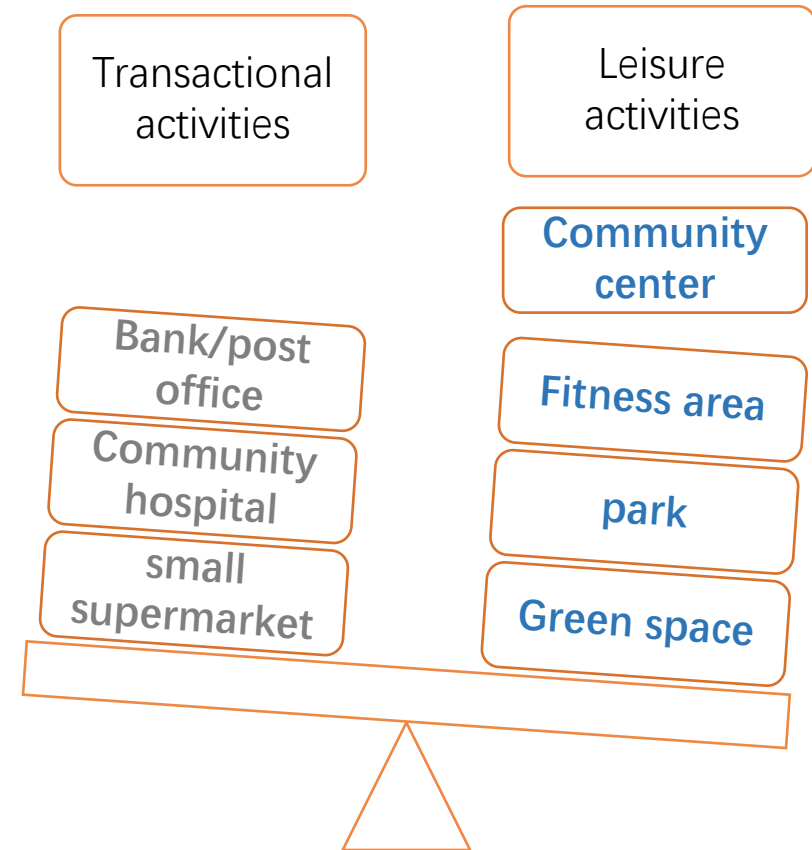 Transactional
activities
Leisure
activities
Community
center
Bank/post
office
Fitness area
Community
hospital
park
small
supermarket
Green space